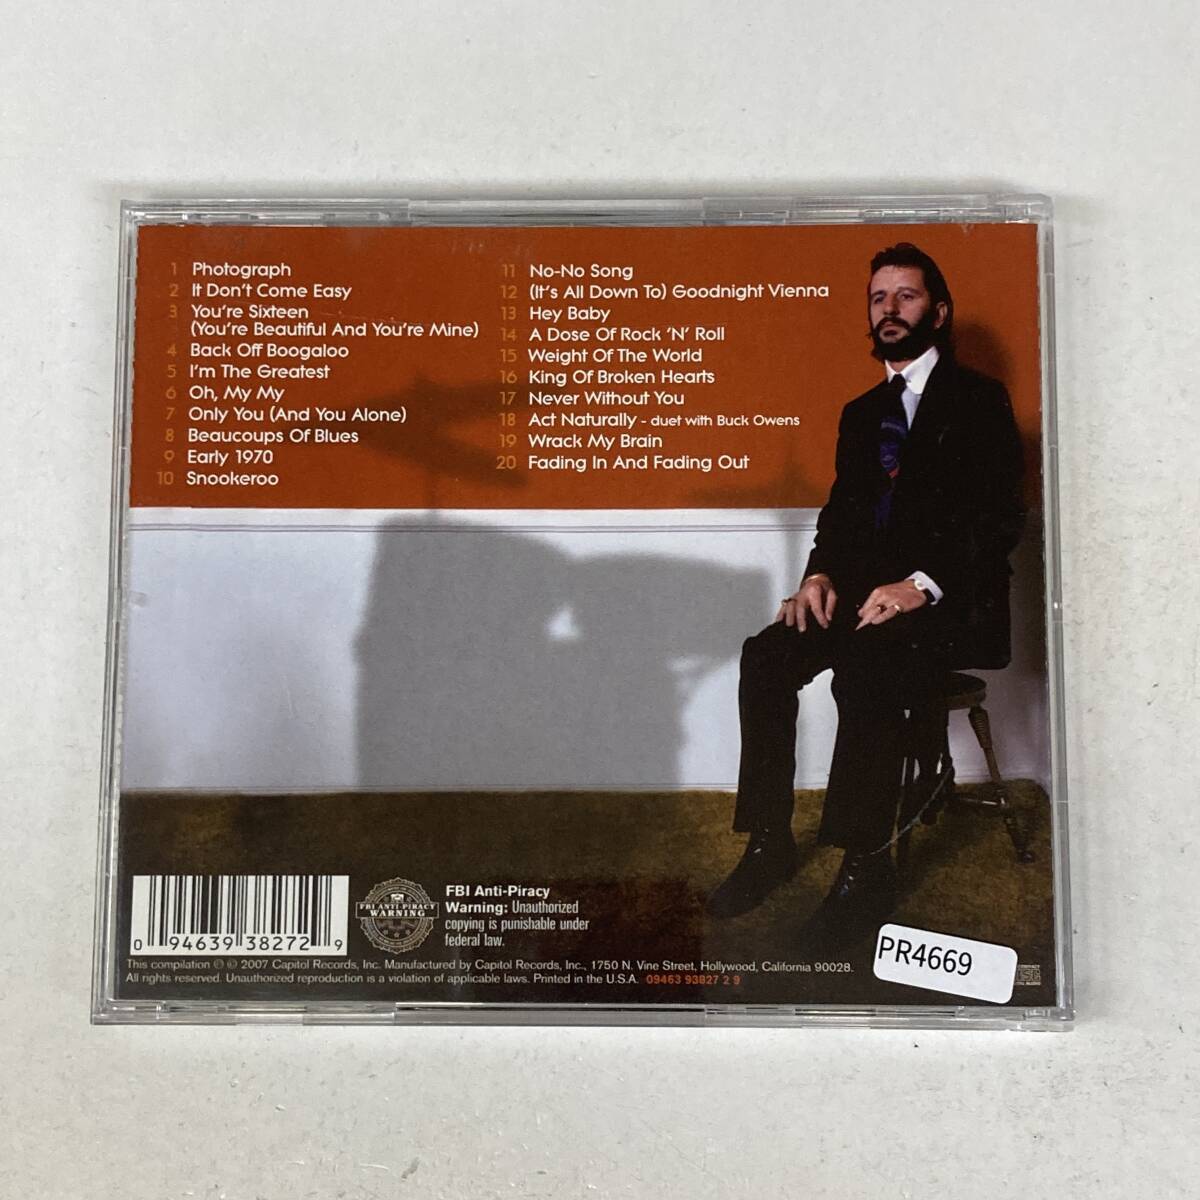 1 Photograph
2 It Don't Come Easy
3 You're Sixteen
(You're Beautiful And You're Mine)
4 Back Off Boogaloo
5 I'm The Greatest
6 Oh, My My
7 Only You (And You Alone)
8 Beaucoups Of Blues
9 Early 1970
10 Snookeroo
11 No-No Song
12 (It's All Down To) Goodnight Vienna
13 Hey Baby
14 A Dose Of Rock 'N' Roll
15 Weight Of The World
16 King Of Broken Hearts
17 Never Without You
18 Act Naturally - duet with Buck Owens
19 Wrack My Brain
20 Fading In And Fading Out
0 94639 38272 9
FBI ANTI-PIRACY
WARNING
FBI Anti-Piracy
Warning: Unauthorized
copying is punishable under
federal law.
PR4669
This compilation ℗ © 2007 Capitol Records, Inc. Manufactured by Capitol Records, Inc., 1750 N. Vine Street, Hollywood, California 90028.
All rights reserved. Unauthorized reproduction is a violation of applicable laws. Printed in the U.S.A. 09463 93827 2 9